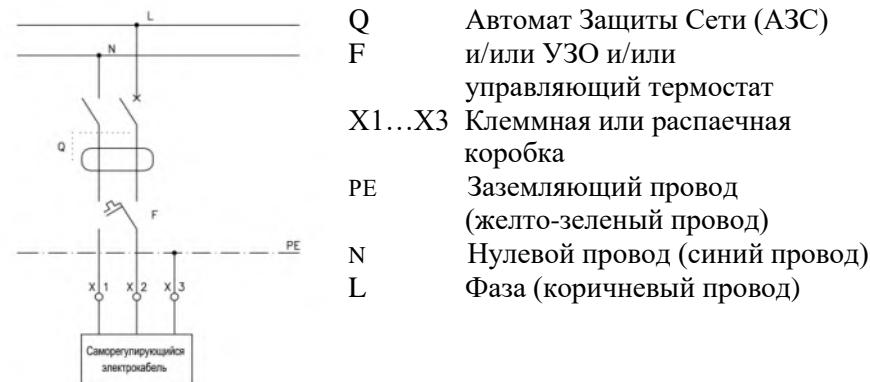 L
N
Q
F
PE
X 1 X 2 X 3
Саморегулирующийся
электрокабель
Q Автомат Защиты Сети (АЗС)
F и/или УЗО и/или
управляющий термостат
X1…X3 Клеммная или распаечная
коробка
PE Заземляющий провод
(желто-зеленый провод)
N Нулевой провод (синий провод)
L Фаза (коричневый провод)